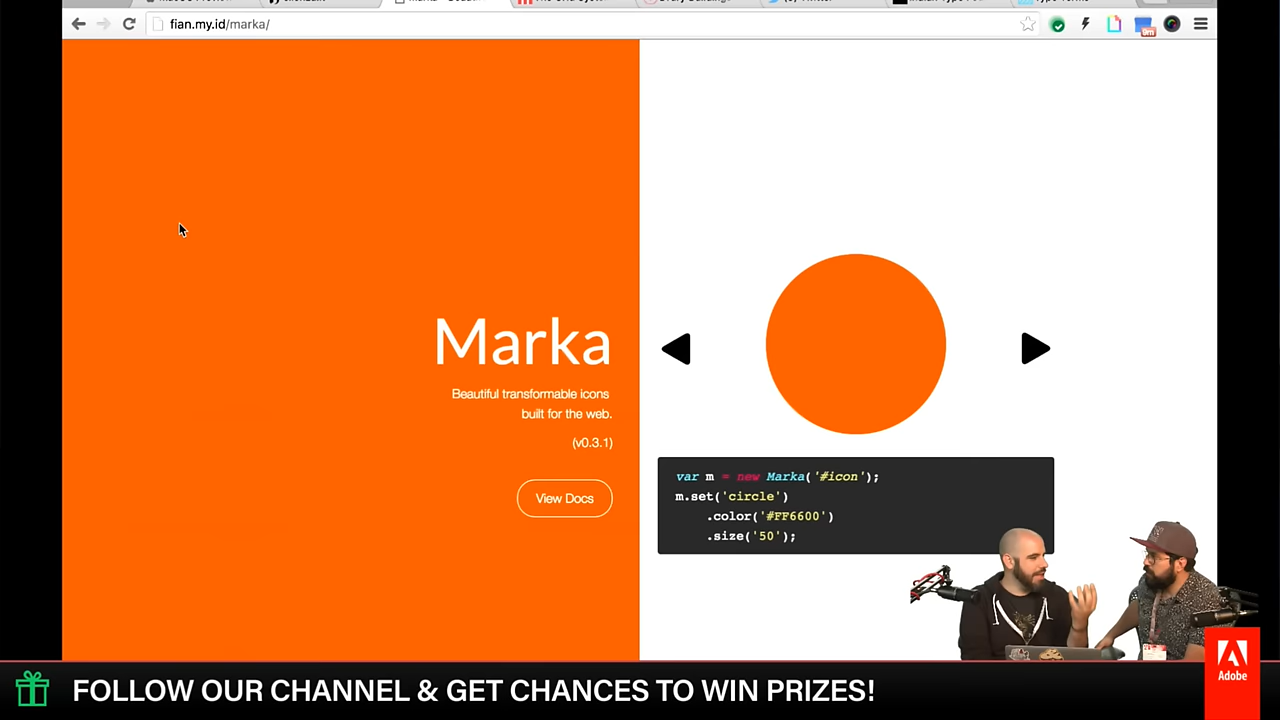 fian.my.id/marka/
0m
Marka
Beautiful transformable icons
built for the web.
(v0.3.1)
View Docs
var m = new Marka('#icon');
m.set('circle')
.color('#FF6600')
.size('50');
FOLLOW OUR CHANNEL & GET CHANCES TO WIN PRIZES!
Adobe